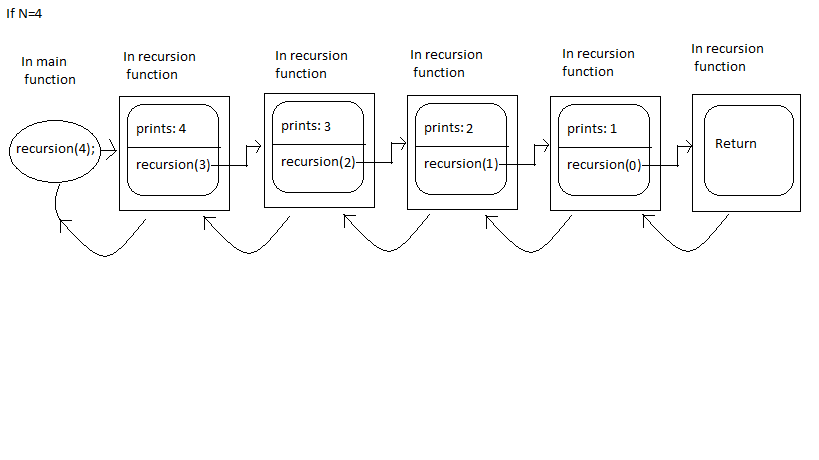 If N=4
In main
function
In recursion
function
In recursion
function
In recursion
function
In recursion
function
In recursion
function
recursion(4);
prints: 4
recursion(3)
prints: 3
recursion(2)
prints: 2
recursion(1)
prints: 1
recursion(0)
Return